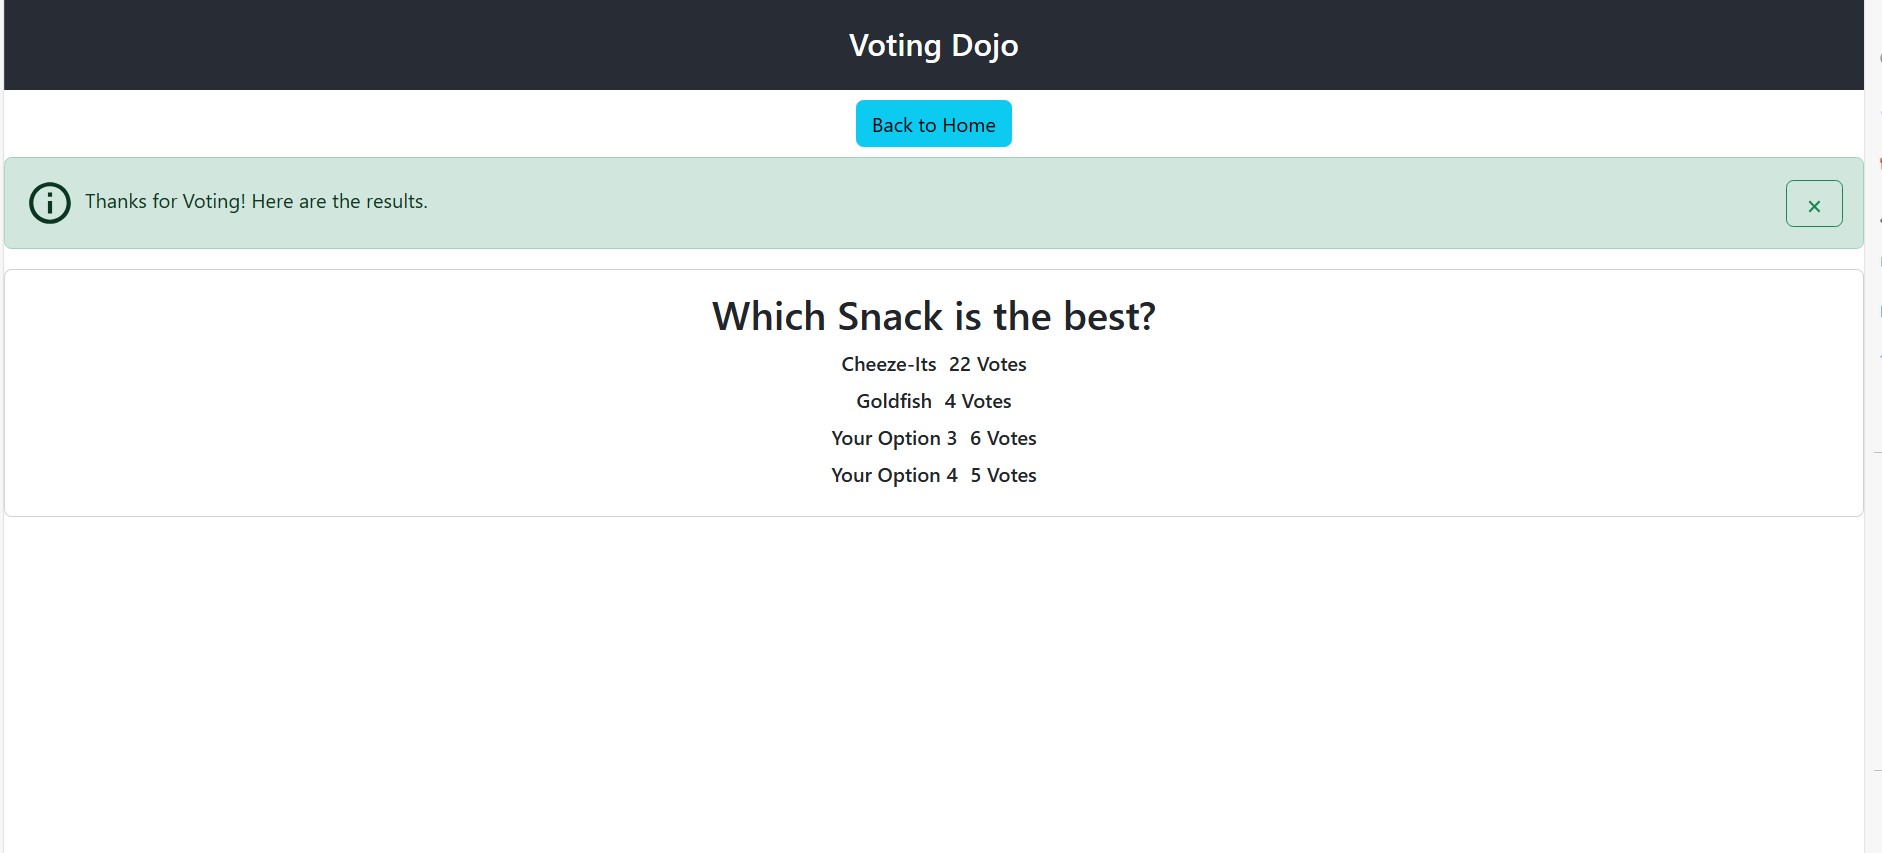 Voting Dojo
Back to Home
Thanks for Voting! Here are the results.
×
Which Snack is the best?
Cheeze-Its 22 Votes
Goldfish 4 Votes
Your Option 3 6 Votes
Your Option 4 5 Votes